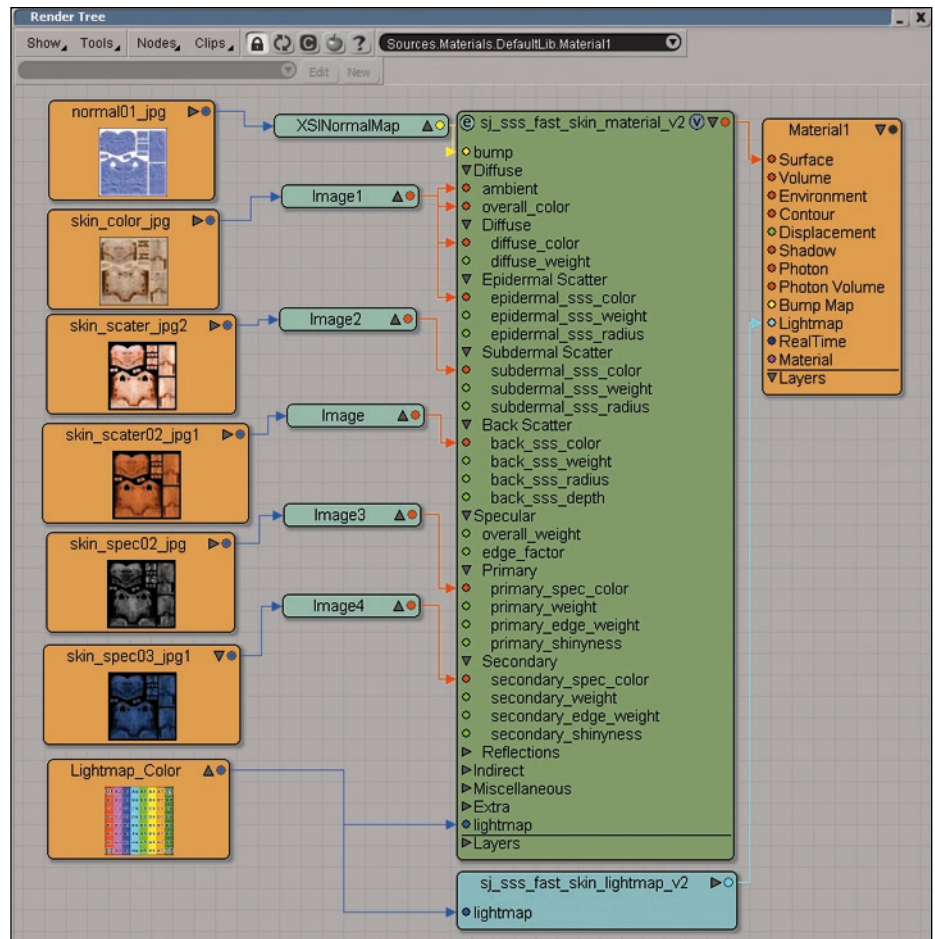 Render Tree
_ X
Show Tools Nodes Clips C ? Sources.Materials.DefaultLib.Material1
Edit New
normal01_jpg
skin_color_jpg
skin_scater_jpg2
skin_scater02_jpg1
skin_spec02_jpg
skin_spec03_jpg1
Lightmap_Color
XSINormalMap
Image1
Image2
Image
Image3
Image4
e sj_sss_fast_skin_material_v2 V
bump
Diffuse
ambient
overall_color
Diffuse
diffuse_color
diffuse_weight
Epidermal Scatter
epidermal_sss_color
epidermal_sss_weight
epidermal_sss_radius
Subdermal Scatter
subdermal_sss_color
subdermal_sss_weight
subdermal_sss_radius
Back Scatter
back_sss_color
back_sss_weight
back_sss_radius
back_sss_depth
Specular
overall_weight
edge_factor
Primary
primary_spec_color
primary_weight
primary_edge_weight
primary_shinyness
Secondary
secondary_spec_color
secondary_weight
secondary_edge_weight
secondary_shinyness
Reflections
Indirect
Miscellaneous
Extra
lightmap
Layers
sj_sss_fast_skin_lightmap_v2
lightmap
Material1
Surface
Volume
Environment
Contour
Displacement
Shadow
Photon
Photon Volume
Bump Map
Lightmap
RealTime
Material
Layers